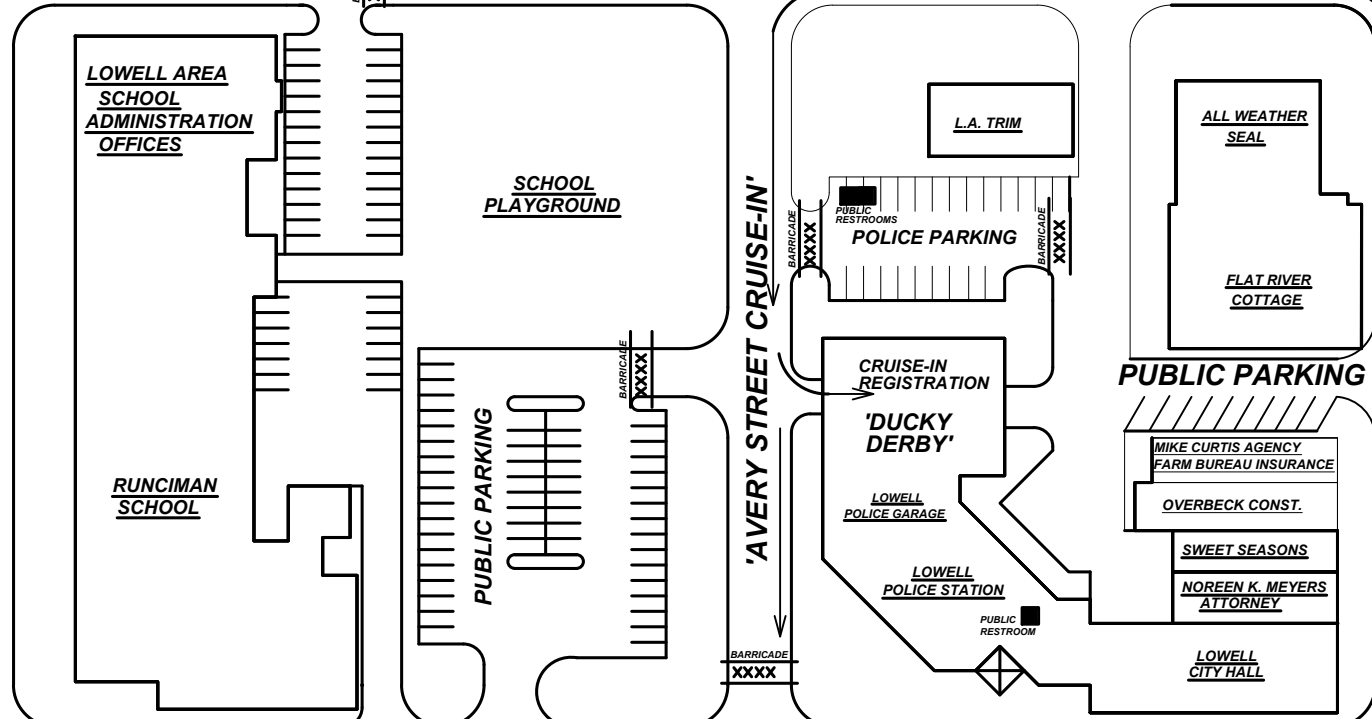 LOWELL AREA
SCHOOL
ADMINISTRATION
OFFICES
SCHOOL
PLAYGROUND
RUNCIMAN
SCHOOL
PUBLIC PARKING
BARRICADE
XXXX
'AVERY STREET CRUISE-IN'
BARRICADE
XXXX
L.A. TRIM
PUBLIC
RESTROOMS
POLICE PARKING
BARRICADE
XXXX
BARRICADE
XXXX
CRUISE-IN
REGISTRATION
'DUCKY
DERBY'
LOWELL
POLICE GARAGE
LOWELL
POLICE STATION
PUBLIC
RESTROOM
ALL WEATHER
SEAL
FLAT RIVER
COTTAGE
PUBLIC PARKING
MIKE CURTIS AGENCY
FARM BUREAU INSURANCE
OVERBECK CONST.
SWEET SEASONS
NOREEN K. MEYERS
ATTORNEY
LOWELL
CITY HALL